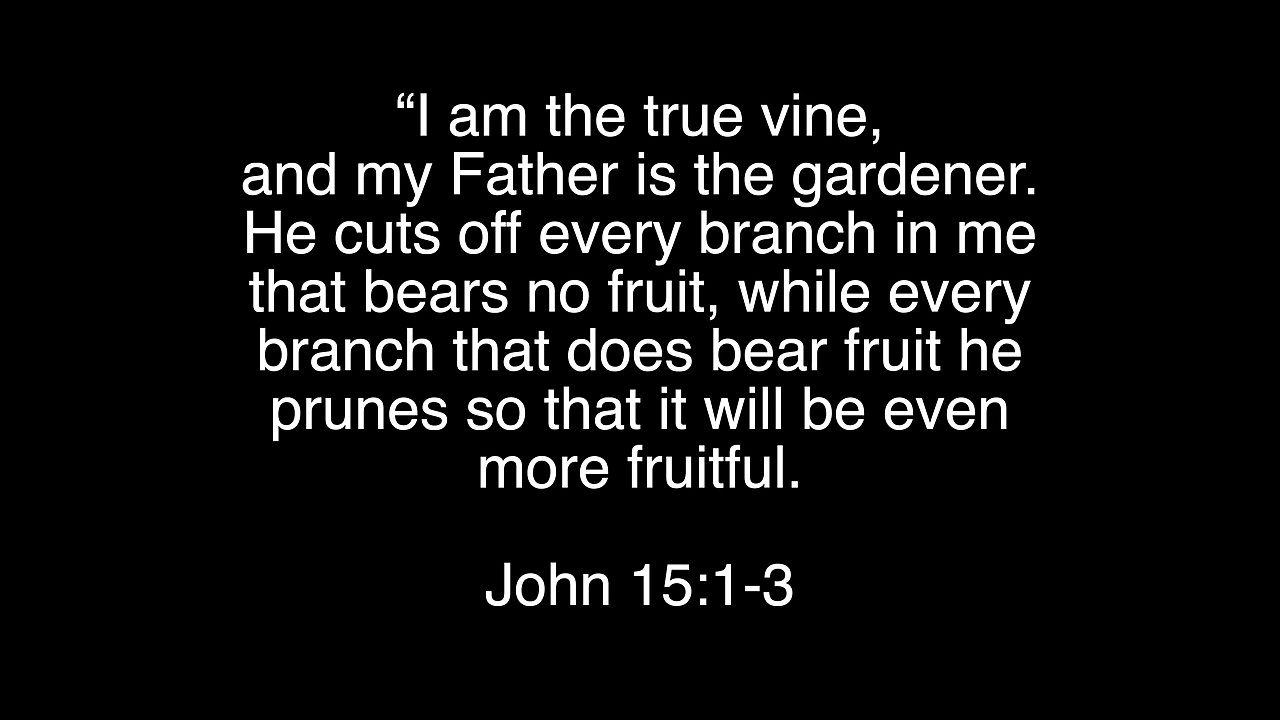 “I am the true vine,
and my Father is the gardener.
He cuts off every branch in me
that bears no fruit, while every
branch that does bear fruit he
prunes so that it will be even
more fruitful.
John 15:1-3